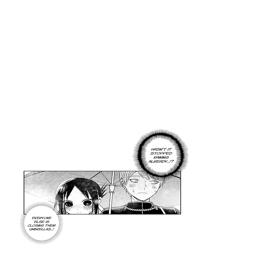 HASN'T IT
STOPPED
RAINING
ALREADY...!?
EVERYONE
ELSE IS
CLOSING THEIR
UMBRELLAS...!